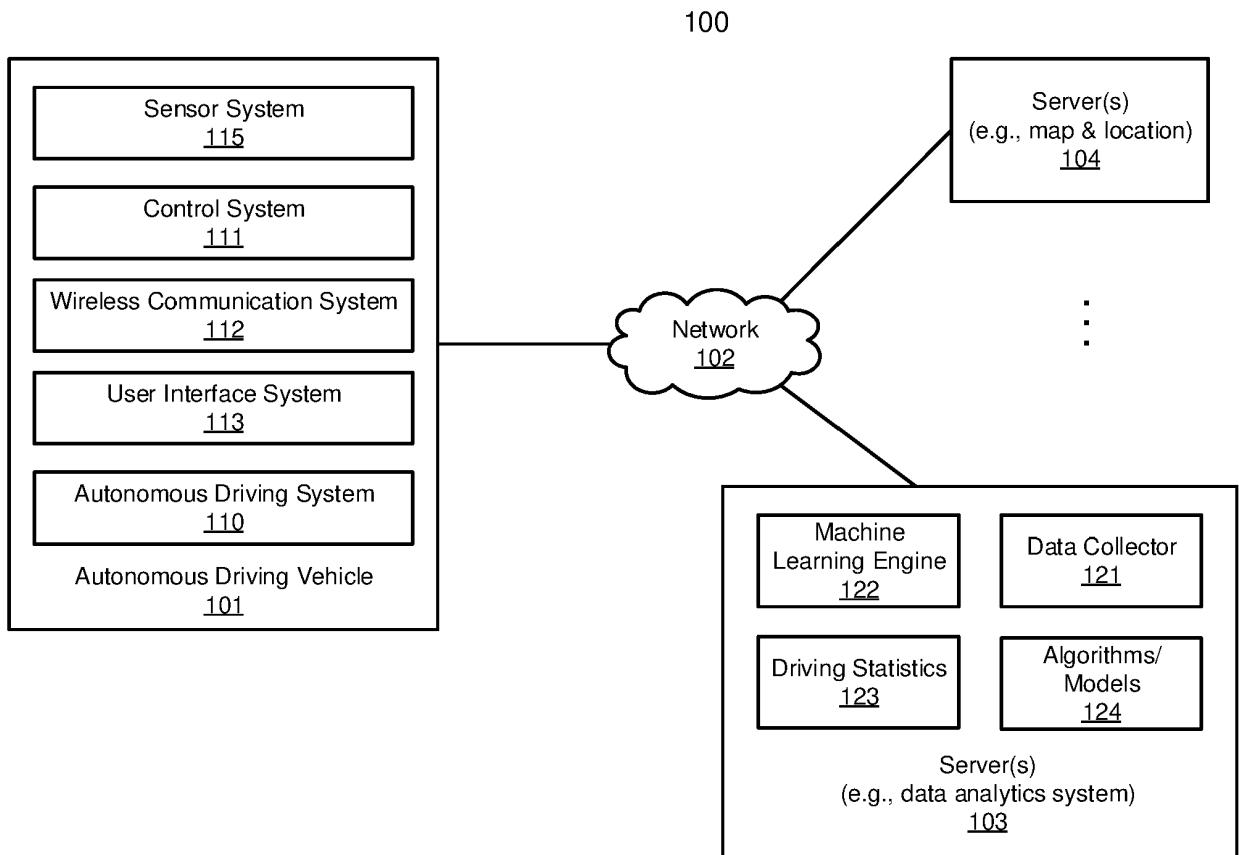 100
Sensor System
115
Control System
111
Wireless Communication System
112
User Interface System
113
Autonomous Driving System
110
Autonomous Driving Vehicle
101
Network
102
Server(s)
(e.g., map & location)
104
Machine
Learning Engine
122
Data Collector
121
Driving Statistics
123
Algorithms/
Models
124
Server(s)
(e.g., data analytics system)
103